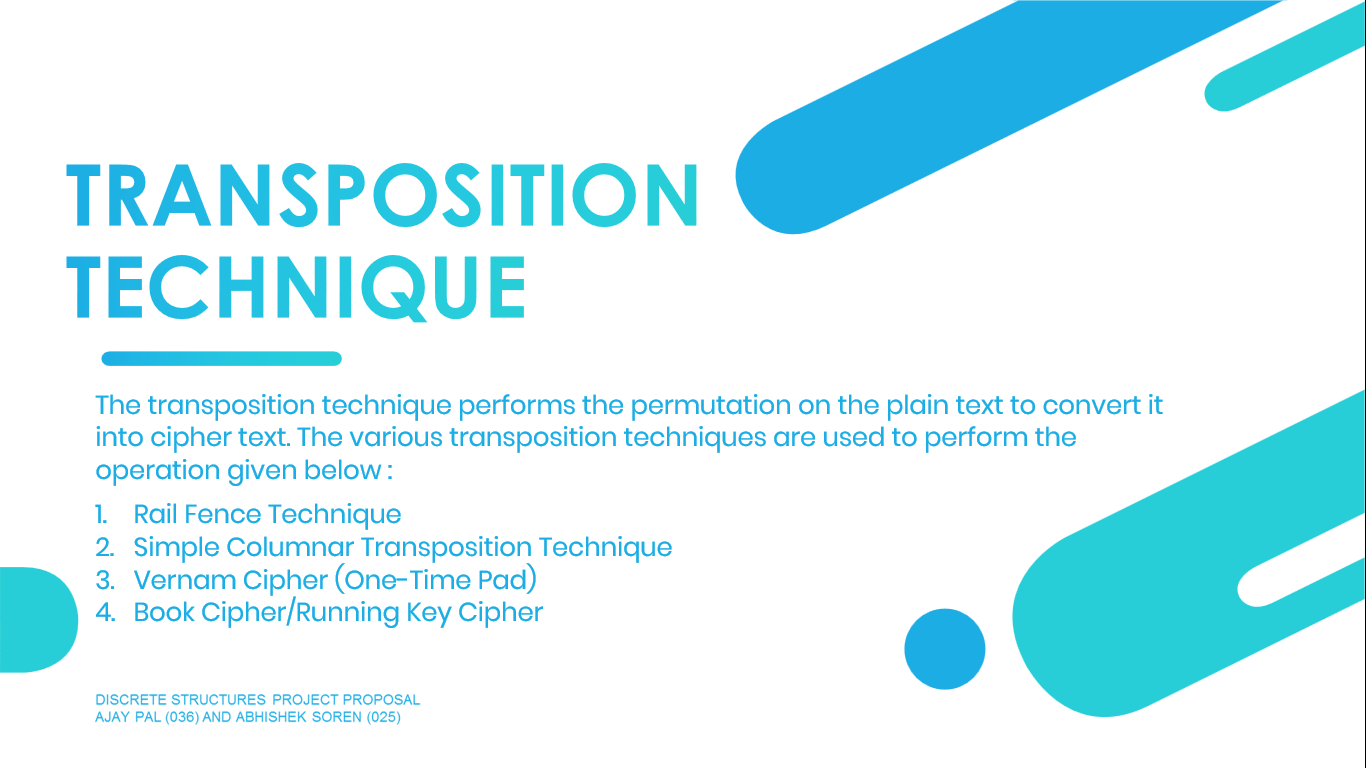 TRANSPOSITION
TECHNIQUE
The transposition technique performs the permutation on the plain text to convert it
into cipher text. The various transposition techniques are used to perform the
operation given below :
1. Rail Fence Technique
2. Simple Columnar Transposition Technique
3. Vernam Cipher (One-Time Pad)
4. Book Cipher/Running Key Cipher
DISCRETE STRUCTURES PROJECT PROPOSAL
AJAY PAL (036) AND ABHISHEK SOREN (025)